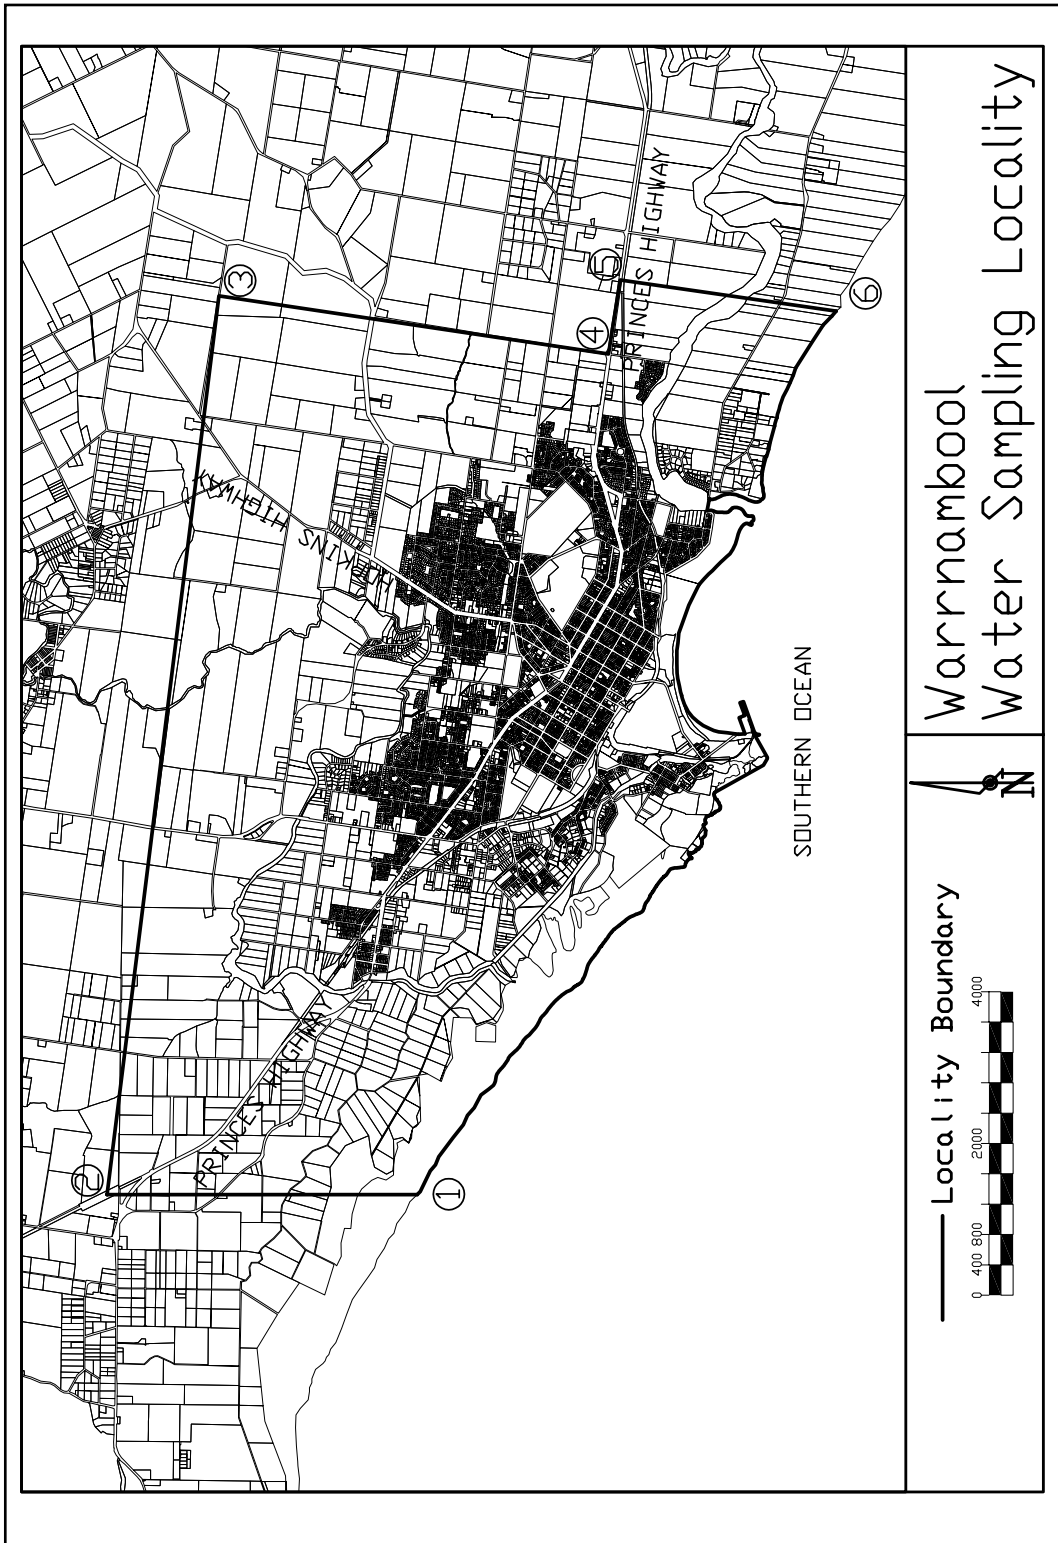 Warrnambool
Water Sampling Locality
N
Locality Boundary
0 400 800 2000 4000
SOUTHERN OCEAN
PRINCES HIGHWAY
HOPKINS HIGHWAY
PRINCES HIGHWAY
1
2
3
4
5
6